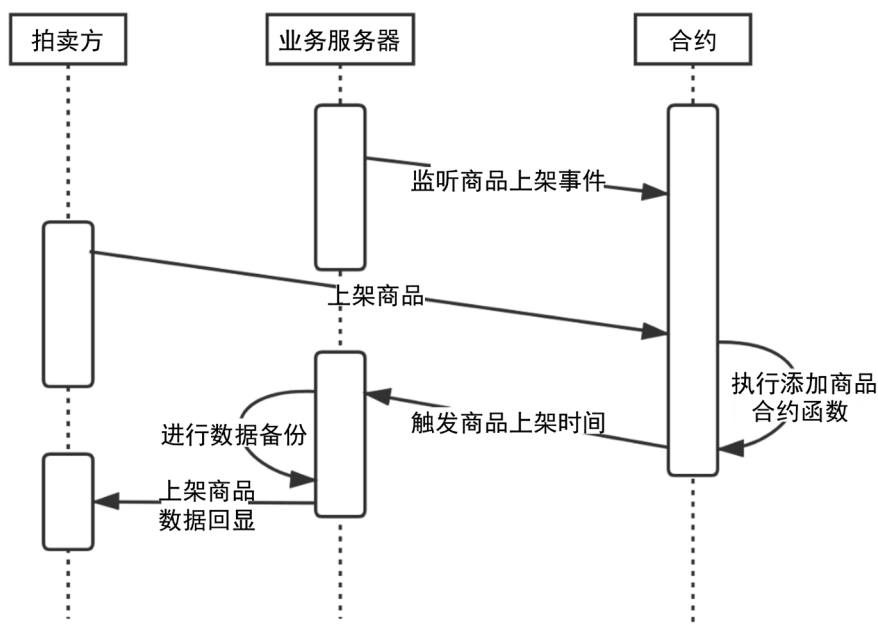 拍卖方
业务服务器
合约
监听商品上架事件
上架商品
执行添加商品
合约函数
触发商品上架时间
进行数据备份
上架商品
数据回显